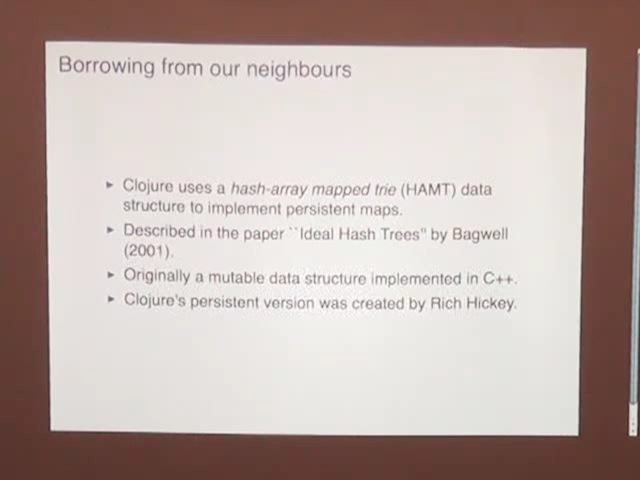 Borrowing from our neighbours
▸ Clojure uses a hash-array mapped trie (HAMT) data
structure to implement persistent maps.
▸ Described in the paper ``Ideal Hash Trees" by Bagwell
(2001).
▸ Originally a mutable data structure implemented in C++.
▸ Clojure's persistent version was created by Rich Hickey.